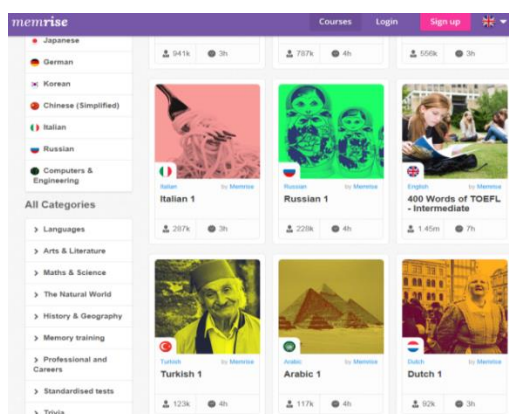 memrise
Courses
Login
Sign up
Japanese
German
Korean
Chinese (Simplified)
Italian
Russian
Computers &
Engineering
All Categories
Languages
Arts & Literature
Maths & Science
The Natural World
History & Geography
Memory training
Professional and
Careers
Standardised tests
Trivia
941k 3h
787k 4h
556k 3h
Italian by Memrise
Italian 1
287k 3h
Russian by Memrise
Russian 1
228k 4h
English by Memrise
400 Words of TOEFL
- Intermediate
1.45m 7h
Turkish by Memrise
Turkish 1
123k 4h
Arabic by Memrise
Arabic 1
117k 4h
Dutch by Memrise
Dutch 1
92k 3h